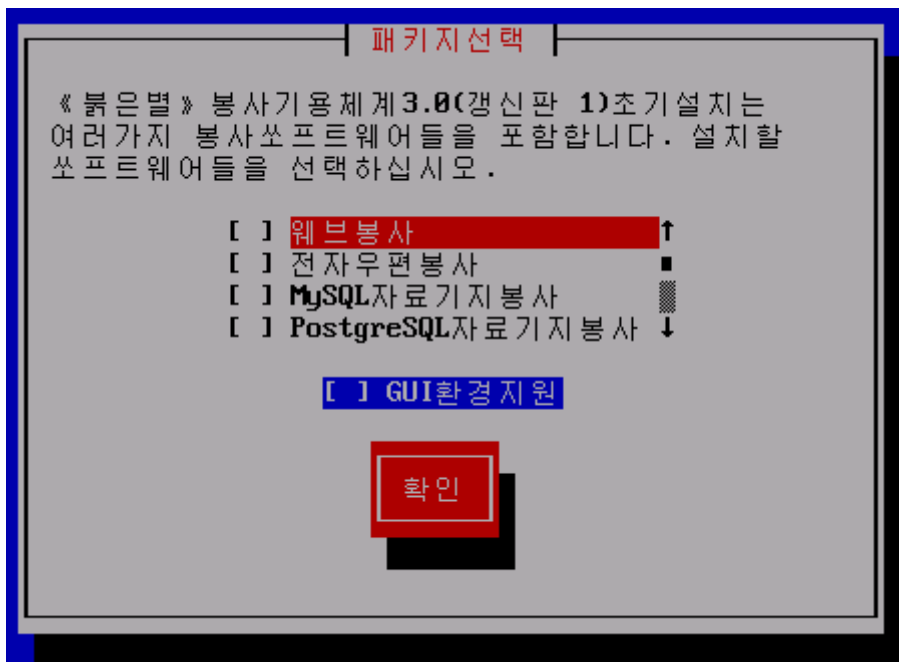 패키지선택
《붉은별》봉사기용체계3.0(갱신판 1)초기설치는
여러가지 봉사쏘프트웨어들을 포함합니다. 설치할
쏘프트웨어들을 선택하십시오.
[ ] 웨브봉사
[ ] 전자우편봉사
[ ] MySQL자료기지봉사
[ ] PostgreSQL자료기지봉사
[ ] GUI환경지원
확인